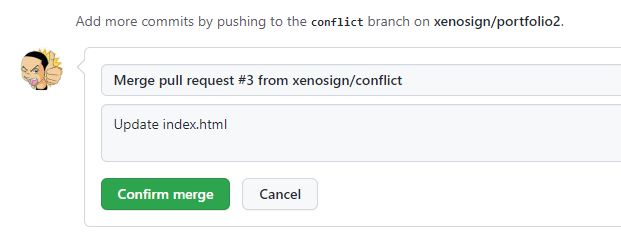 Add more commits by pushing to the conflict branch on xenosign/portfolio2.
Merge pull request #3 from xenosign/conflict
Update index.html
Confirm merge
Cancel